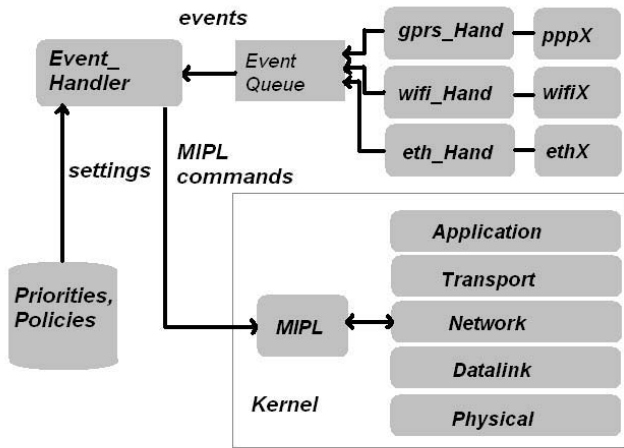 events
Event_
Handler
Event
Queue
gprs_Hand
pppX
wifi_Hand
wifiX
eth_Hand
ethX
settings
MIPL
commands
Priorities,
Policies
MIPL
Kernel
Application
Transport
Network
Datalink
Physical